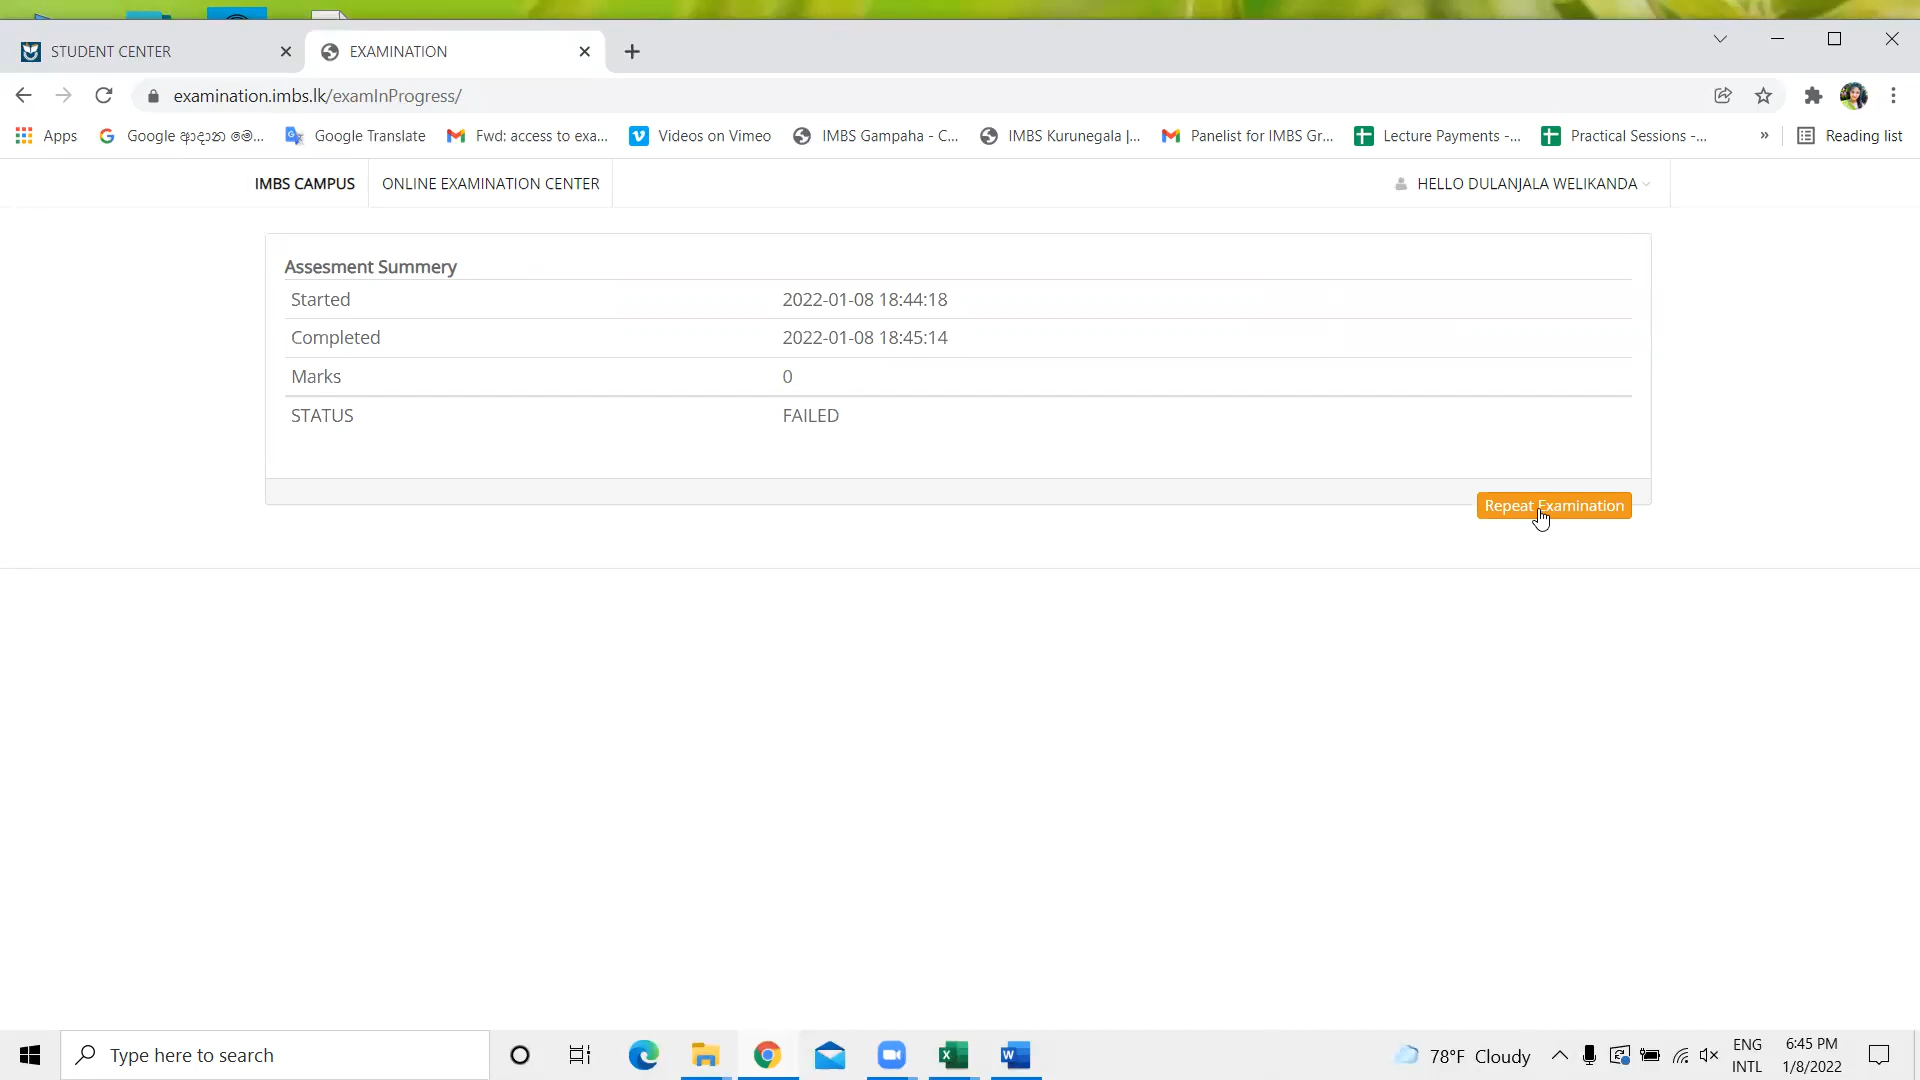 STUDENT CENTER
EXAMINATION
examination.imbs.lk/examInProgress/
Apps
Google ආදාන මෙ...
Google Translate
Fwd: access to exa...
Videos on Vimeo
IMBS Gampaha - C...
IMBS Kurunegala |...
Panelist for IMBS Gr...
Lecture Payments -...
Practical Sessions -...
»
Reading list
IMBS CAMPUS
ONLINE EXAMINATION CENTER
HELLO DULANJALA WELIKANDA
Assesment Summery
Started 2022-01-08 18:44:18
Completed 2022-01-08 18:45:14
Marks 0
STATUS FAILED
Repeat Examination
Type here to search
78°F Cloudy
ENG
INTL
6:45 PM
1/8/2022